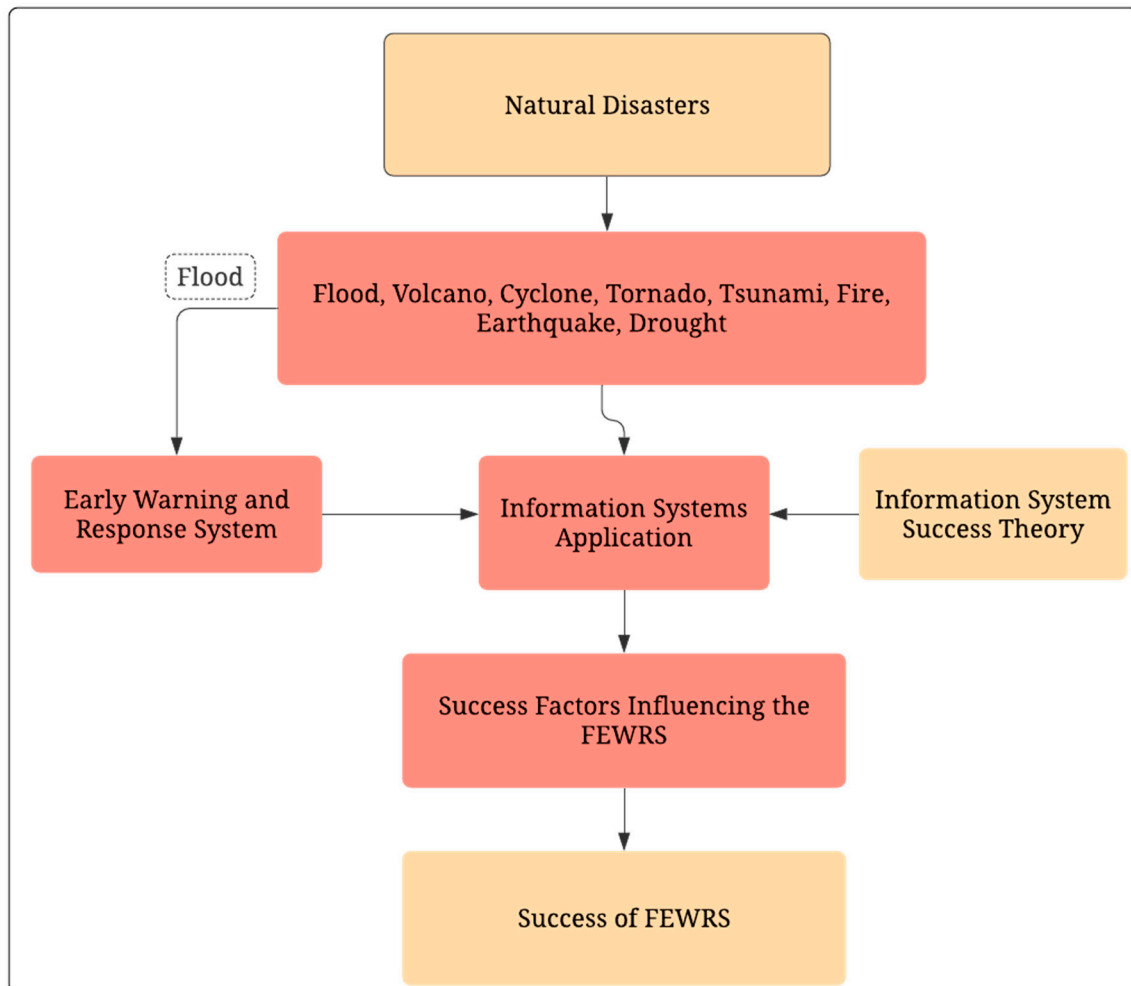 Natural Disasters
Flood
Flood, Volcano, Cyclone, Tornado, Tsunami, Fire,
Earthquake, Drought
Early Warning and
Response System
Information Systems
Application
Information System
Success Theory
Success Factors Influencing the
FEWRS
Success of FEWRS